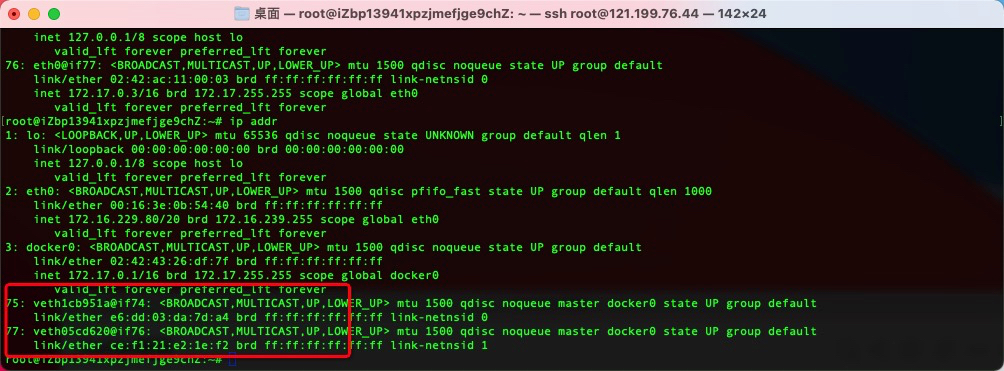 桌面 — root@iZbp13941xpzjmefjge9chZ: ~ — ssh root@121.199.76.44 — 142×24
inet 127.0.0.1/8 scope host lo
valid_lft forever preferred_lft forever
76: eth0@if77: <BROADCAST,MULTICAST,UP,LOWER_UP> mtu 1500 qdisc noqueue state UP group default
link/ether 02:42:ac:11:00:03 brd ff:ff:ff:ff:ff:ff link-netnsid 0
inet 172.17.0.3/16 brd 172.17.255.255 scope global eth0
valid_lft forever preferred_lft forever
[root@iZbp13941xpzjmefjge9chZ:~# ip addr ]
1: lo: <LOOPBACK,UP,LOWER_UP> mtu 65536 qdisc noqueue state UNKNOWN group default qlen 1
link/loopback 00:00:00:00:00:00 brd 00:00:00:00:00:00
inet 127.0.0.1/8 scope host lo
valid_lft forever preferred_lft forever
2: eth0: <BROADCAST,MULTICAST,UP,LOWER_UP> mtu 1500 qdisc pfifo_fast state UP group default qlen 1000
link/ether 00:16:3e:0b:54:40 brd ff:ff:ff:ff:ff:ff
inet 172.16.229.80/20 brd 172.16.239.255 scope global eth0
valid_lft forever preferred_lft forever
3: docker0: <BROADCAST,MULTICAST,UP,LOWER_UP> mtu 1500 qdisc noqueue state UP group default
link/ether 02:42:43:26:df:7f brd ff:ff:ff:ff:ff:ff
inet 172.17.0.1/16 brd 172.17.255.255 scope global docker0
valid_lft forever preferred_lft forever
75: veth1cb951a@if74: <BROADCAST,MULTICAST,UP,LOWER_UP> mtu 1500 qdisc noqueue master docker0 state UP group default
link/ether e6:dd:03:da:7d:a4 brd ff:ff:ff:ff:ff:ff link-netnsid 0
77: veth05cd620@if76: <BROADCAST,MULTICAST,UP,LOWER_UP> mtu 1500 qdisc noqueue master docker0 state UP group default
link/ether ce:f1:21:e2:1e:f2 brd ff:ff:ff:ff:ff:ff link-netnsid 1
root@iZbp13941xpzjmefjge9chZ:~#